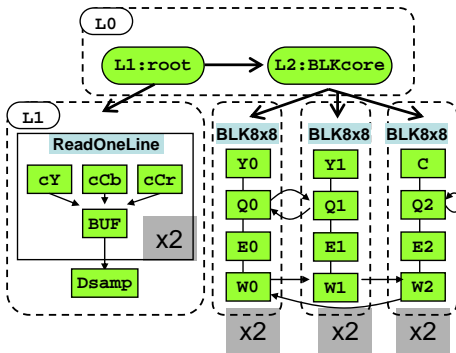 L0
L1:root
L2:BLKcore
L1
ReadOneLine
cY cCb cCr
BUF
x2
Dsamp
BLK8x8 BLK8x8 BLK8x8
Y0 Y1 C
Q0 Q1 Q2
E0 E1 E2
W0 W1 W2
x2 x2 x2